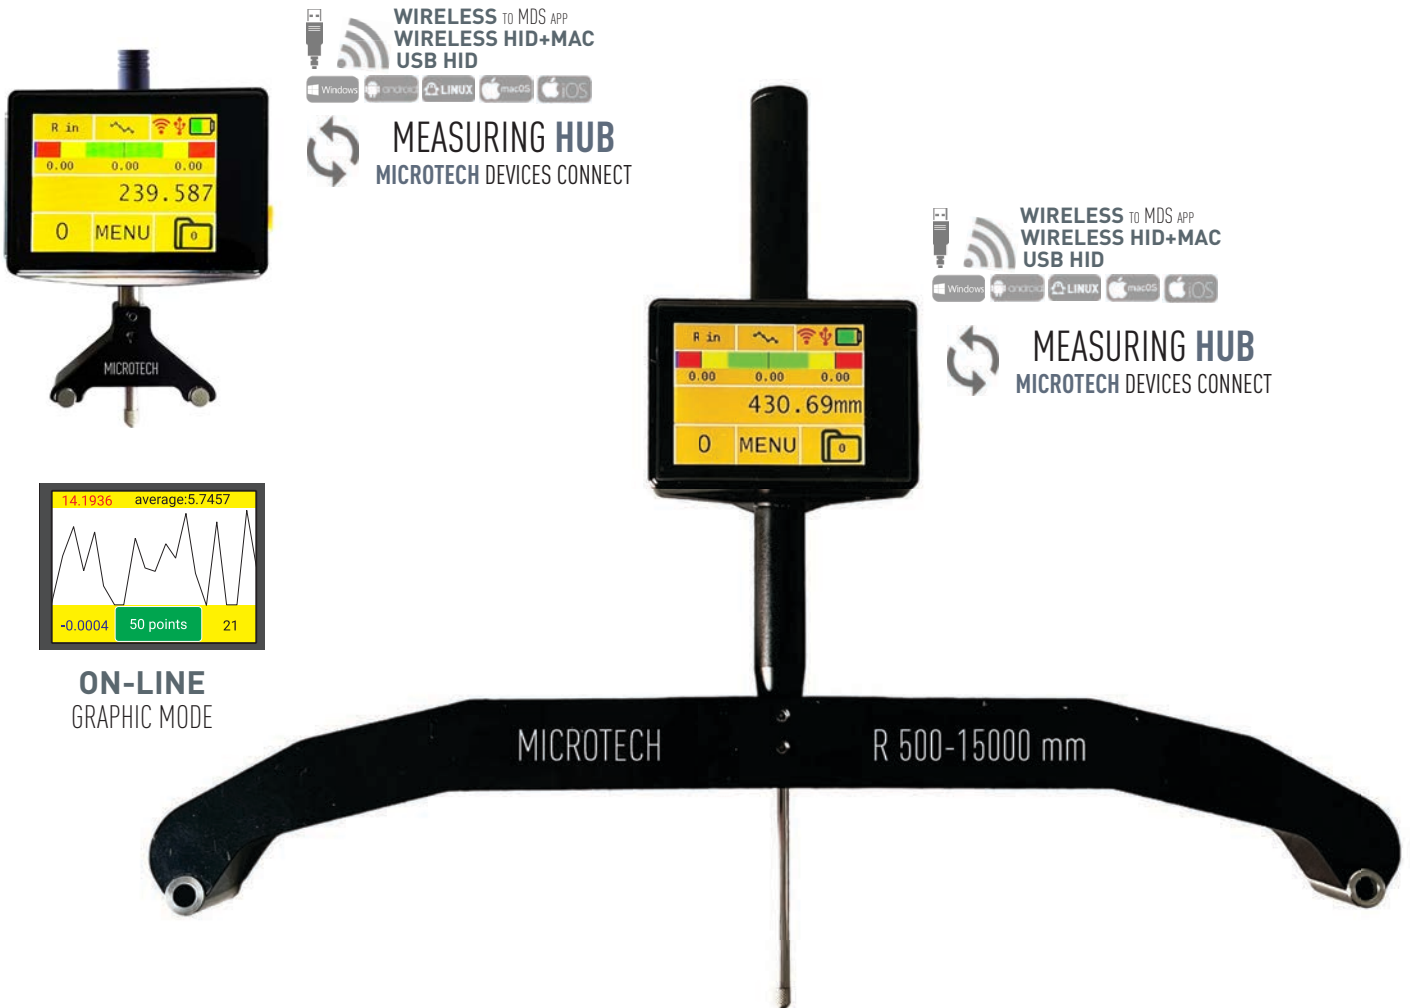 WIRELESS TO MDS APP
WIRELESS HID+MAC
USB HID
Windows android LINUX macOS iOS
MEASURING HUB
MICROTECH DEVICES CONNECT
R in
0.00 0.00 0.00
239.587
0 MENU 0
MICROTECH
WIRELESS TO MDS APP
WIRELESS HID+MAC
USB HID
Windows android LINUX macOS iOS
MEASURING HUB
MICROTECH DEVICES CONNECT
R in
0.00 0.00 0.00
430.69mm
0 MENU 0
14.1936 average:5.7457
-0.0004 50 points 21
ON-LINE
GRAPHIC MODE
MICROTECH R 500-15000 mm